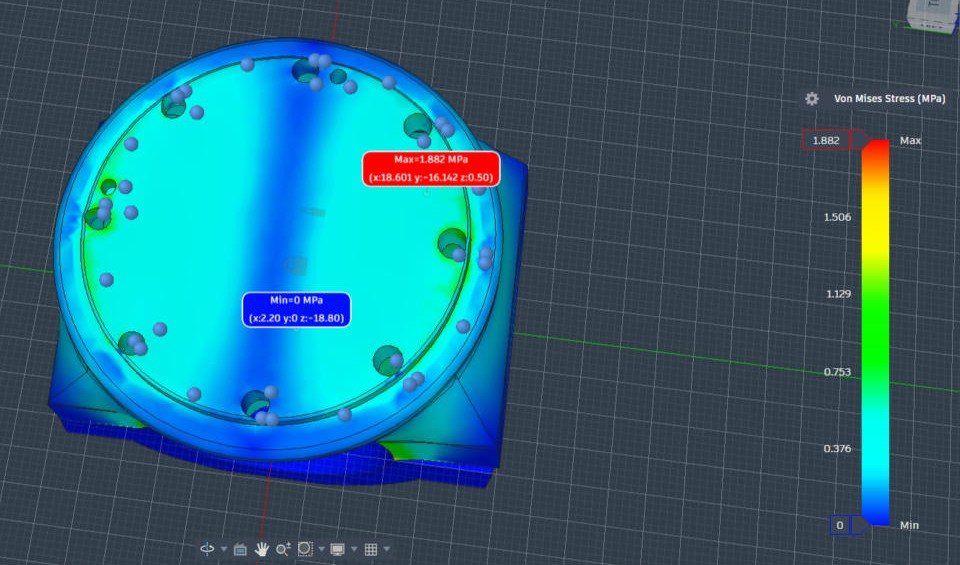 Von Mises Stress (MPa)
1.882
Max
Max=1.882 MPa
(x:18.601 y:-16.142 z:0.50)
1.506
1.129
Min=0 MPa
(x:2.20 y:0 z:-18.80)
0.753
0.376
0
Min